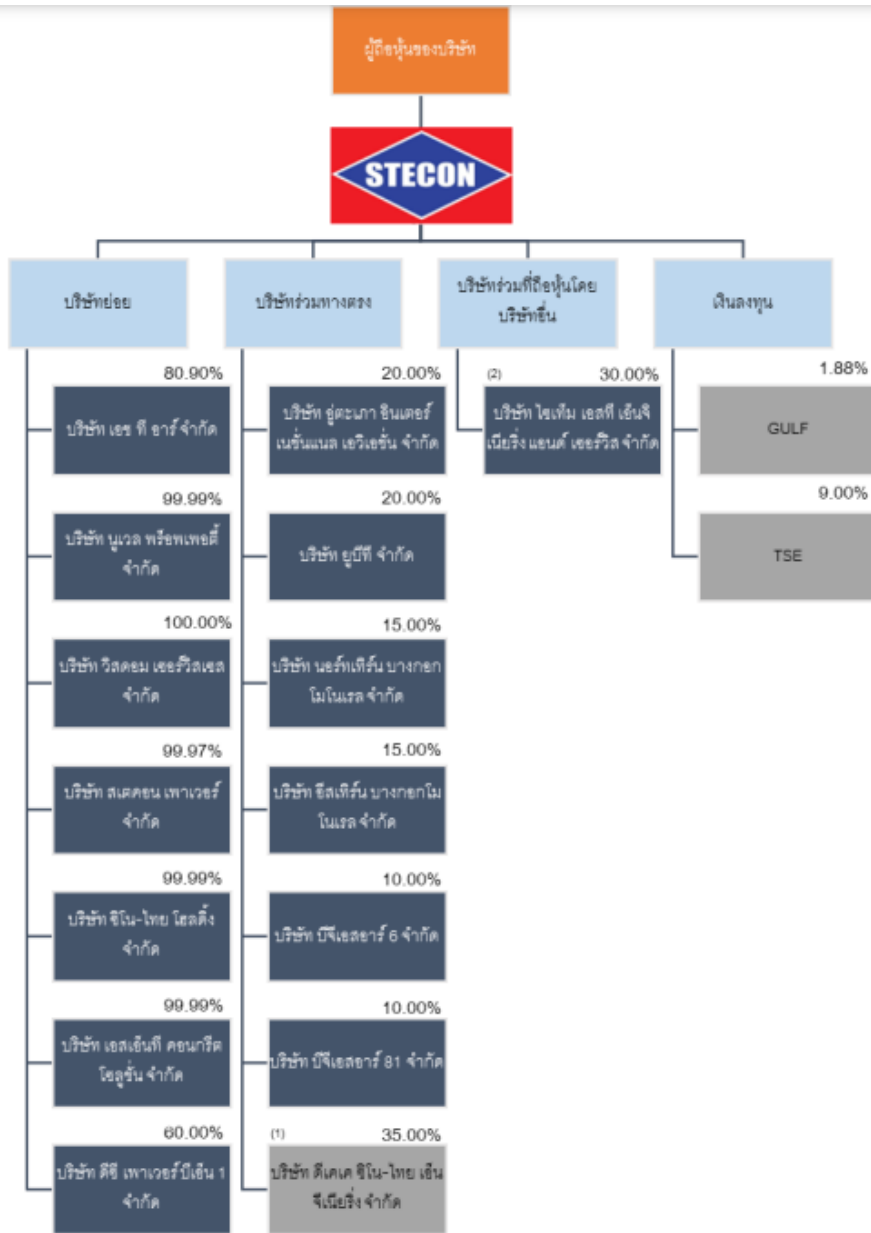 ผู้ถือหุ้นของบริษัท
STECON
บริษัทย่อย
80.90%
บริษัท เอช ที อาร์ จำกัด
99.99%
บริษัท นูเวล พร็อพเพอตี้
จำกัด
100.00%
บริษัท วิสดอม เซอร์วิสเซส
จำกัด
99.97%
บริษัท สเตคอน เพาเวอร์
จำกัด
99.99%
บริษัท ซิโน-ไทย โฮลดิ้ง
จำกัด
99.99%
บริษัท เอสเอ็นที คอนกรีต
โซลูชั่น จำกัด
60.00%
บริษัท ดีซี เพาเวอร์บีเอ็น 1
จำกัด
บริษัทร่วมทางตรง
20.00%
บริษัท อู่ตะเภา อินเตอร์
เนชั่นแนล เอวิเอชั่น จำกัด
20.00%
บริษัท ยูบีที จำกัด
15.00%
บริษัท นอร์ทเทิร์น บางกอก
โมโนเรล จำกัด
15.00%
บริษัท อีสเทิร์น บางกอกโม
โนเรล จำกัด
10.00%
บริษัท บีจีเอสอาร์ 6 จำกัด
10.00%
บริษัท บีจีเอสอาร์ 81 จำกัด
(1) 35.00%
บริษัท ดีเคเค ซิโน-ไทย เอ็น
จิเนียริ่ง จำกัด
บริษัทร่วมที่ถือหุ้นโดย
บริษัทอื่น
(2) 30.00%
บริษัท ไซเท็ม เอสที เอ็นจิ
เนียริ่ง แอนด์ เซอร์วิส จำกัด
เงินลงทุน
1.88%
GULF
9.00%
TSE